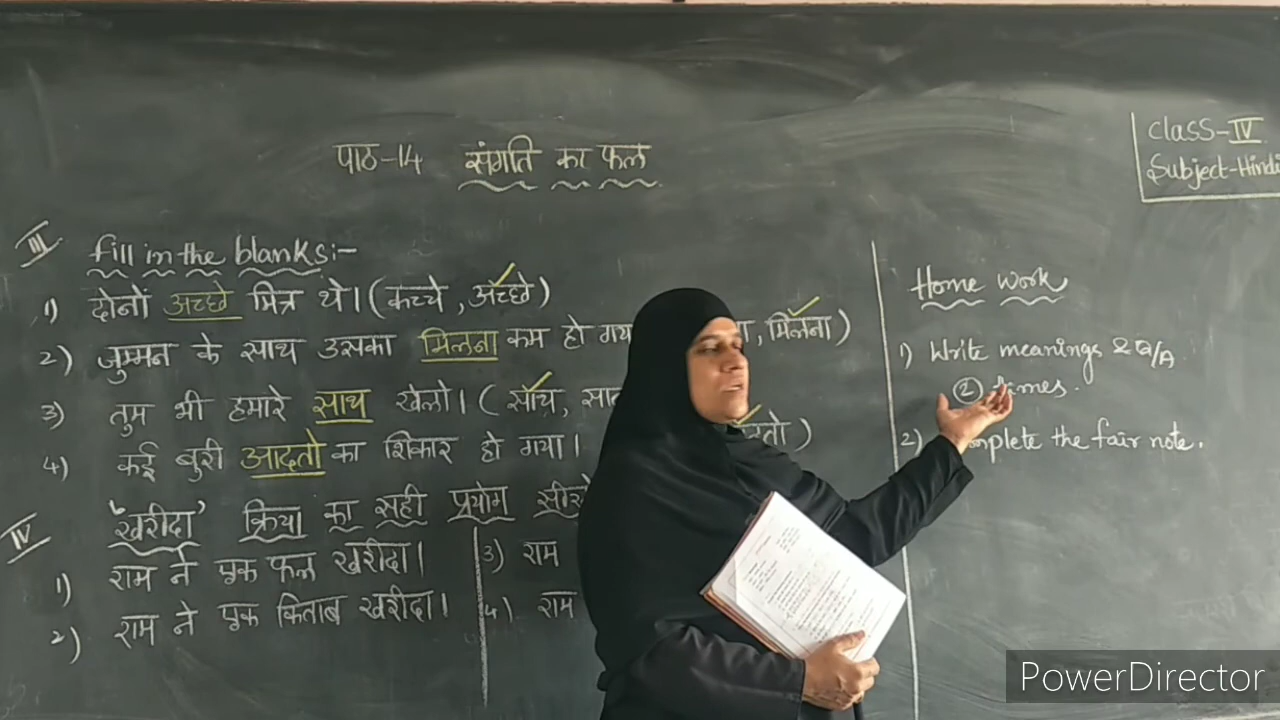 पाठ-14 संगति का फल
Class-IV
Subject-Hindi
III fill in the blanks:-
1) दोनों अच्छे मित्र थे। (कच्चे, अच्छे)
2) जुम्मन के साथ उसका मिलना कम हो गया मिलना)
3) तुम भी हमारे साथ खेलो। (साँच,
4) कई बुरी आदतो का शिकार हो गया।
IV "खरीदा" क्रिया का सही प्रयोग
1) राम ने एक फल खरीदा।
2) राम ने एक किताब खरीदा।
3) राम
4) राम
Home Work
1) Write meanings & Q/A
② times.
2) Complete the fair note.
PowerDirector